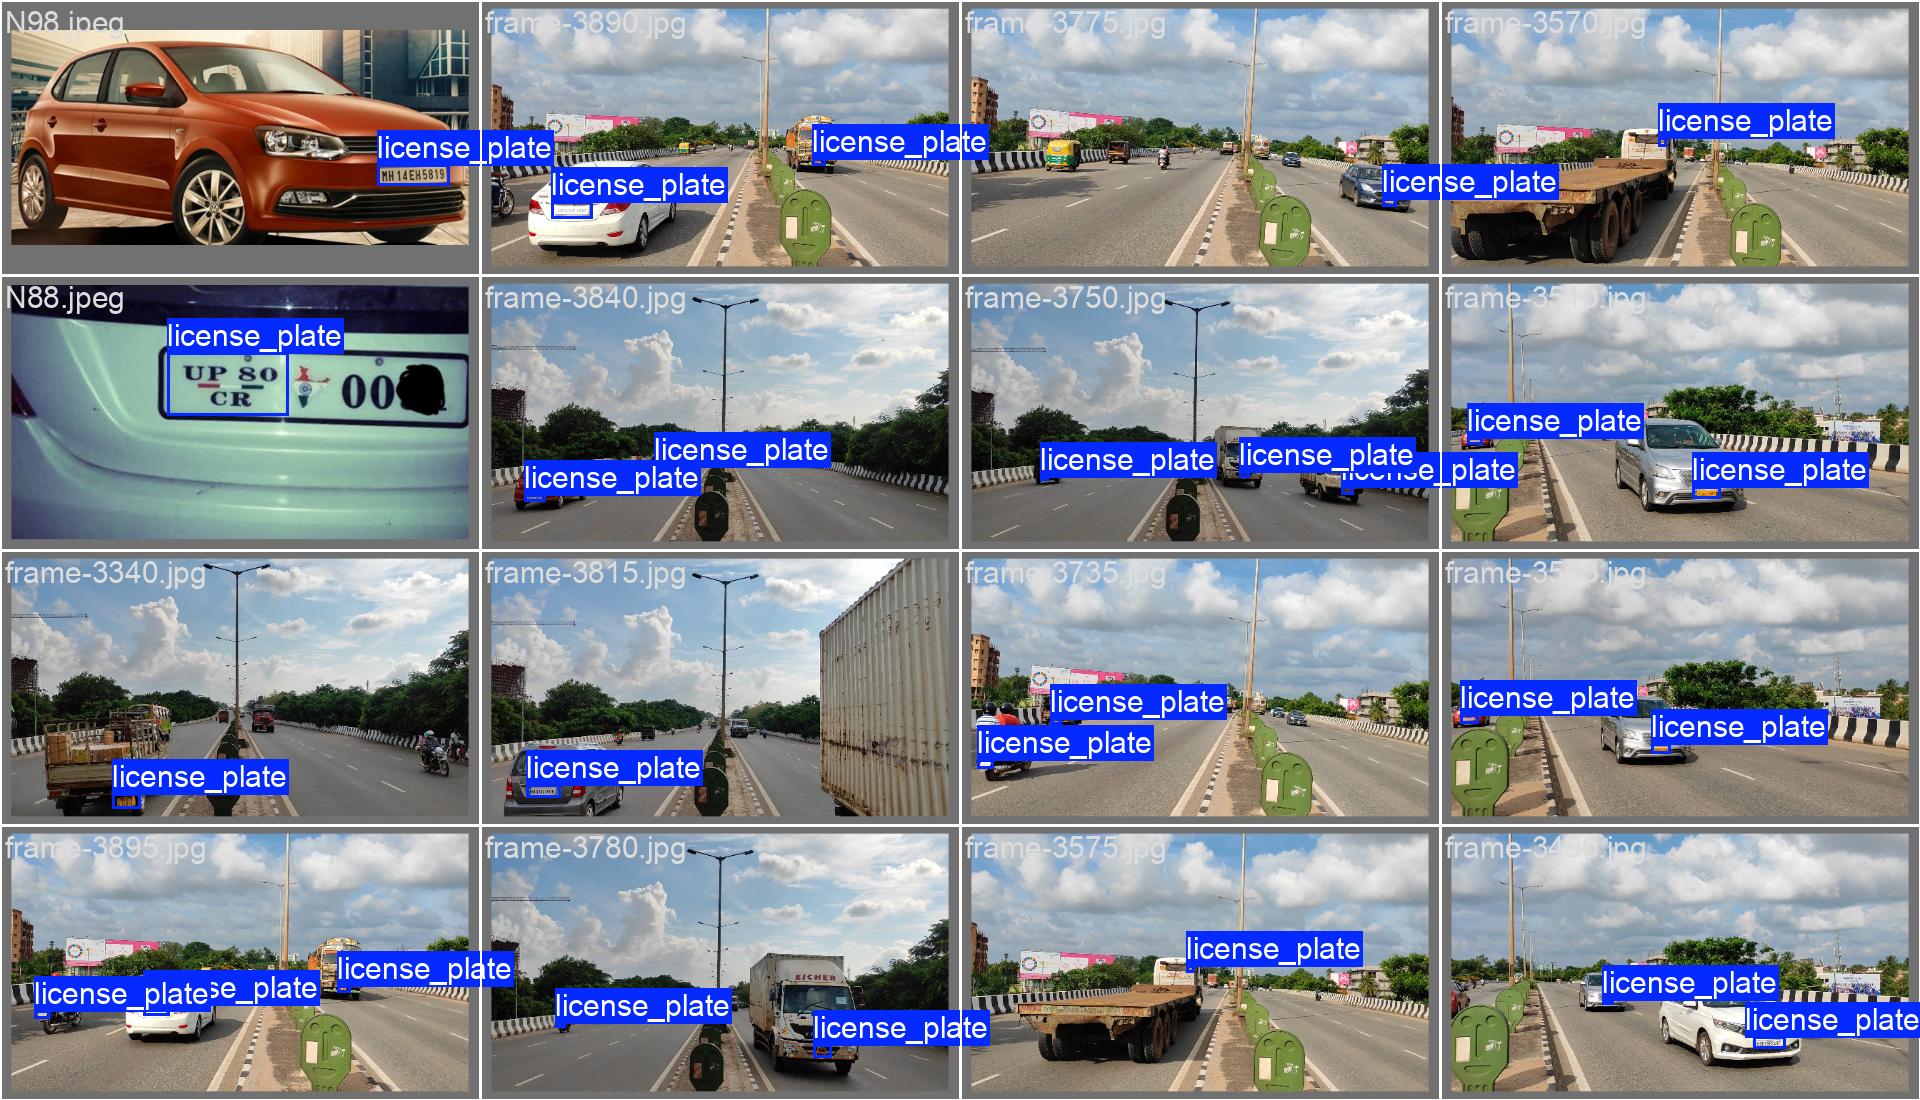 N98.jpeg
license_plate
MH14EH5819
frame-3890.jpg
license_plate
license_plate
frame-3775.jpg
license_plate
frame-3570.jpg
license_plate
N88.jpeg
license_plate
UP 80
CR
00
frame-3840.jpg
license_plate
license_plate
frame-3750.jpg
license_plate
license_plate
license_plate
license_plate
license_plate
frame-3340.jpg
license_plate
frame-3815.jpg
license_plate
frame-3735.jpg
license_plate
license_plate
license_plate
license_plate
frame-3895.jpg
license_plate
license_plate
frame-3780.jpg
EICHER
license_plate
license_plate
frame-3575.jpg
license_plate
license_plate
license_plate